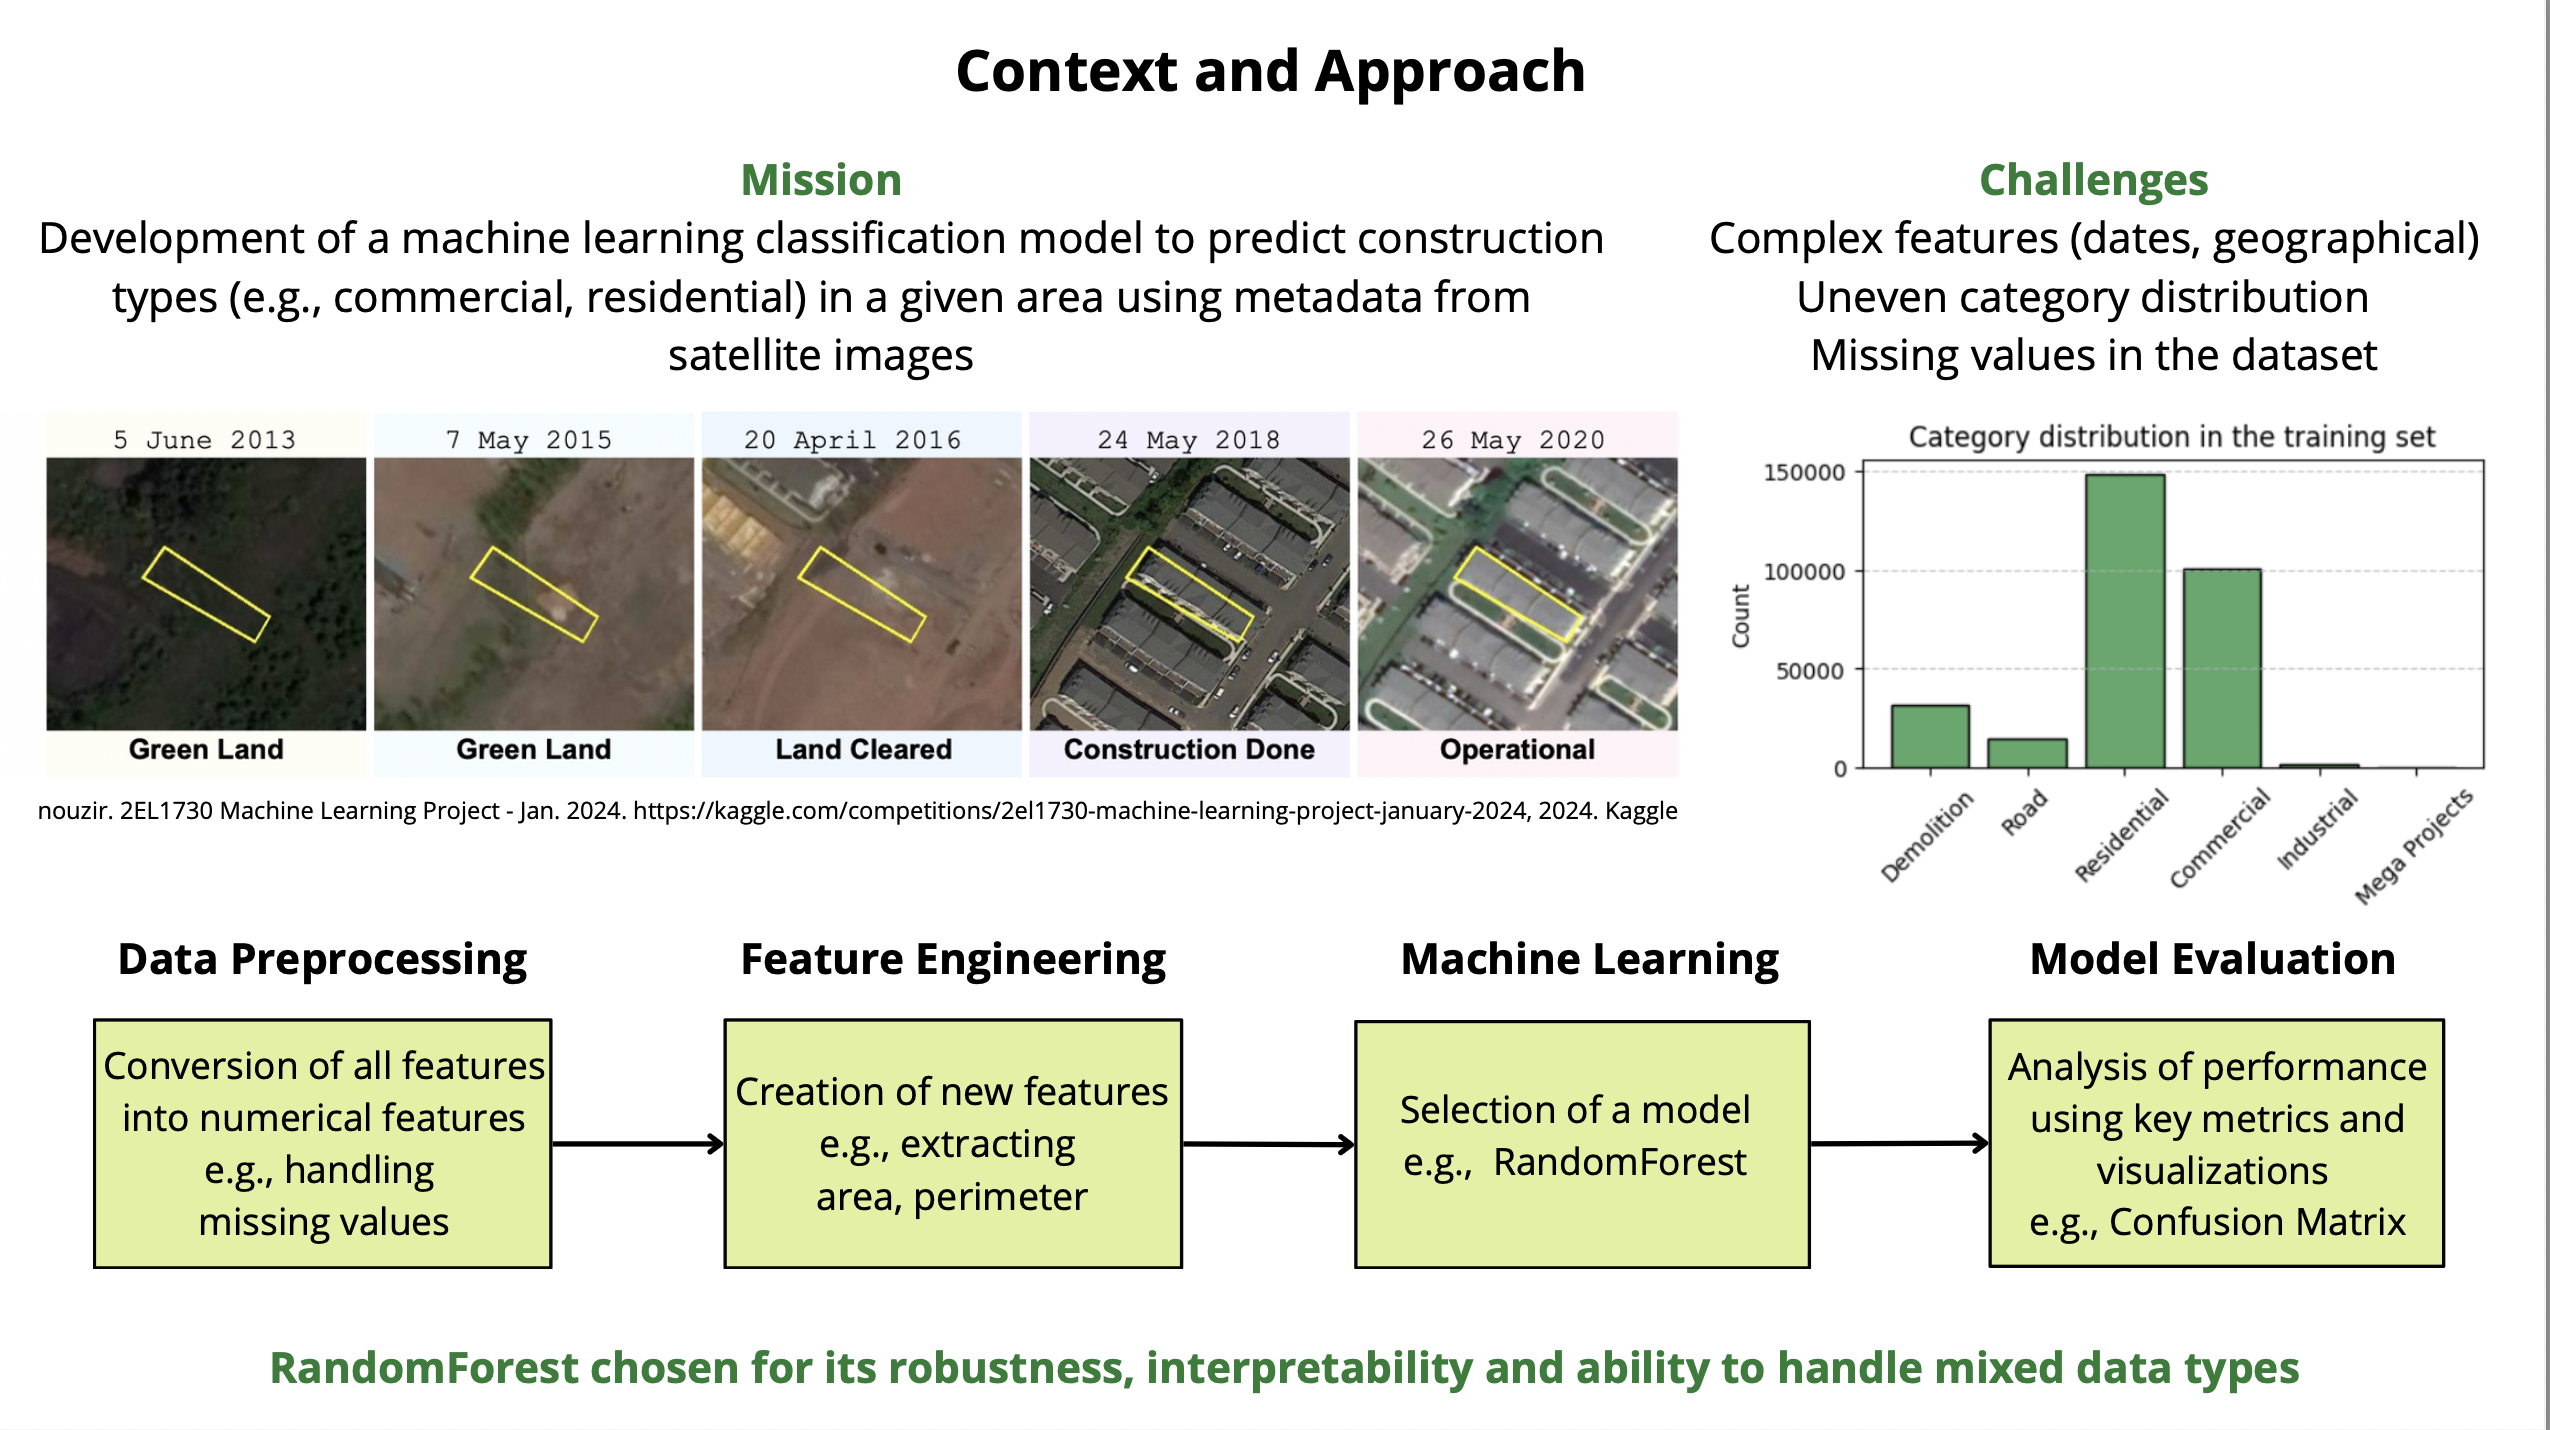 Context and Approach
Mission
Development of a machine learning classification model to predict construction
types (e.g., commercial, residential) in a given area using metadata from
satellite images
Challenges
Complex features (dates, geographical)
Uneven category distribution
Missing values in the dataset
5 June 2013
7 May 2015
20 April 2016
24 May 2018
26 May 2020
Green Land
Green Land
Land Cleared
Construction Done
Operational
nouzir. 2EL1730 Machine Learning Project - Jan. 2024. https://kaggle.com/competitions/2el1730-machine-learning-project-january-2024, 2024. Kaggle
Category distribution in the training set
Count
150000
100000
50000
0
Demolition
Road
Residential
Commercial
Industrial
Mega Projects
Data Preprocessing
Conversion of all features
into numerical features
e.g., handling
missing values
Feature Engineering
Creation of new features
e.g., extracting
area, perimeter
Machine Learning
Selection of a model
e.g., RandomForest
Model Evaluation
Analysis of performance
using key metrics and
visualizations
e.g., Confusion Matrix
RandomForest chosen for its robustness, interpretability and ability to handle mixed data types